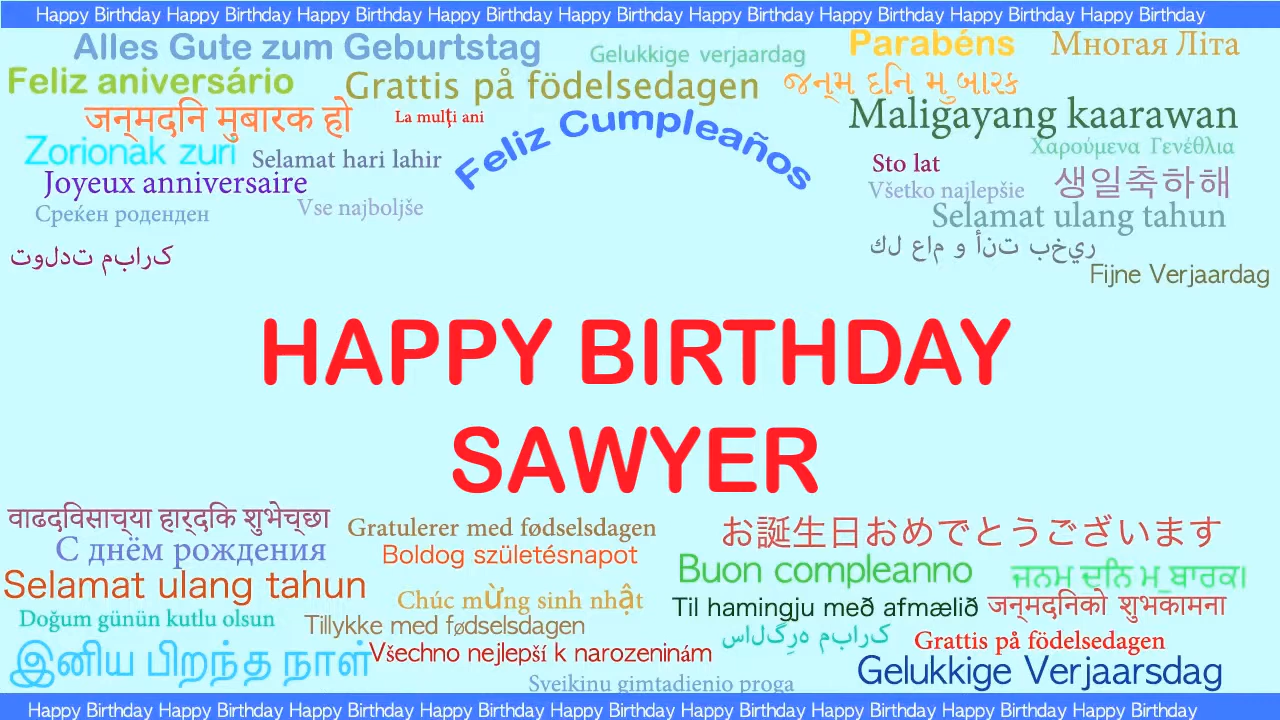 Happy Birthday Happy Birthday Happy Birthday Happy Birthday Happy Birthday Happy Birthday Happy Birthday Happy Birthday Happy Birthday
Alles Gute zum Geburtstag
Gelukkige verjaardag
Parabéns
Многая Літа
Feliz aniversário
Grattis på födelsedagen
જન્મ દિન મુબારક
जन्मदिन मुबारक हो
La mulţi ani
Feliz Cumpleaños
Maligayang kaarawan
Zorionak zuri
Selamat hari lahir
Χαρούμενα Γενέθλια
Sto lat
Joyeux anniversaire
Všetko najlepšie
생일축하해
Среќен роденден
Vse najboljše
Selamat ulang tahun
تولدت مبارک
كل عام و أنت بخير
Fijne Verjaardag
HAPPY BIRTHDAY
SAWYER
वाढदिवसाच्या हार्दिक शुभेच्छा
Gratulerer med fødselsdagen
お誕生日おめでとうございます
С днём рождения
Boldog születésnapot
Buon compleanno
ਜਨਮ ਦਿਨ ਮੁਬਾਰਕ।
Selamat ulang tahun
Chúc mừng sinh nhật
Til hamingju með afmælið
जन्मदिनको शुभकामना
Doğum günün kutlu olsun
Tillykke med fødselsdagen
سالگرہ مبارک
Grattis på födelsedagen
இனிய பிறந்த நாள்
Všechno nejlepší k narozeninám
Gelukkige Verjaarsdag
Sveikinu gimtadienio proga
Happy Birthday Happy Birthday Happy Birthday Happy Birthday Happy Birthday Happy Birthday Happy Birthday Happy Birthday Happy Birthday